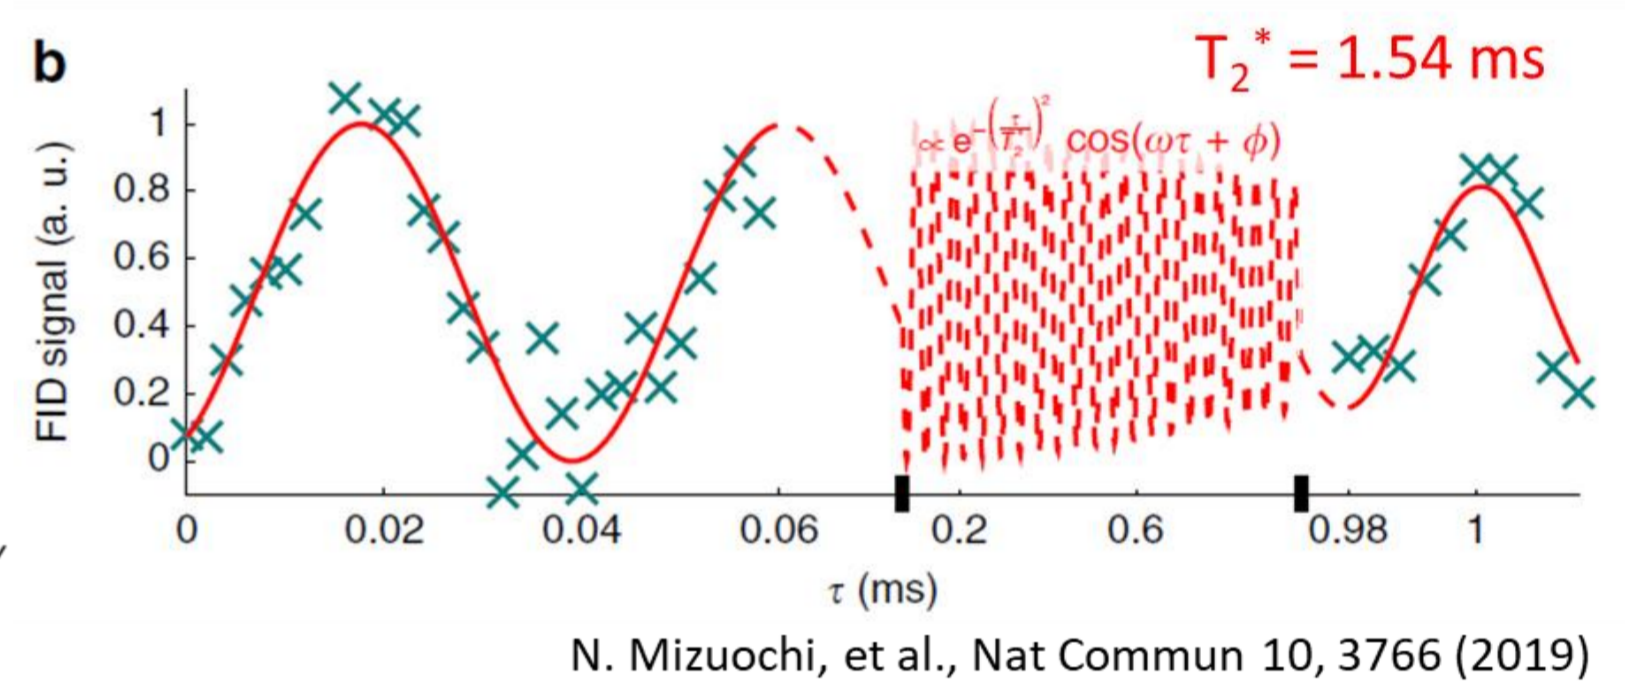 b
T₂* = 1.54 ms
∝ e^−(τ/T₂*)² cos(ωτ + ϕ)
FID signal (a. u.)
1
0.8
0.6
0.4
0.2
0
0 0.02 0.04 0.06 0.2 0.6 0.98 1
τ (ms)
N. Mizuochi, et al., Nat Commun 10, 3766 (2019)